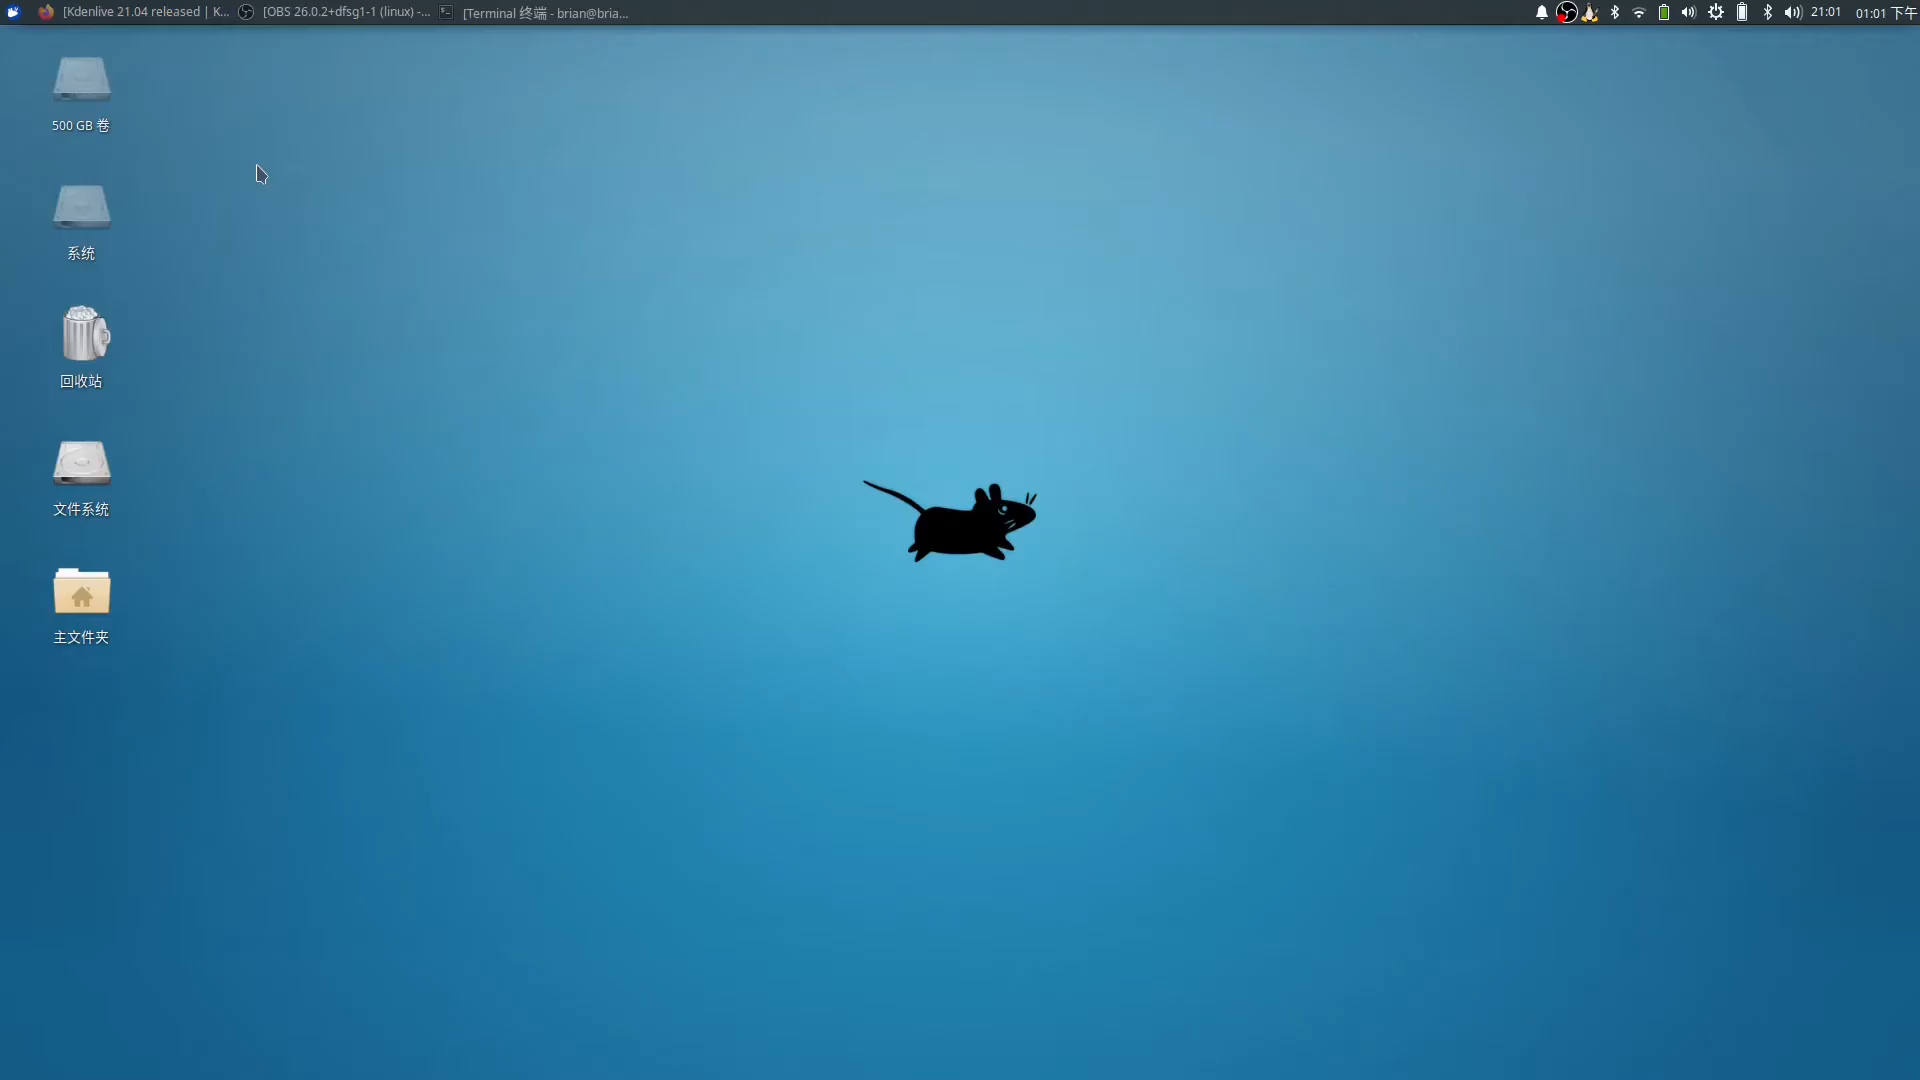 [Kdenlive 21.04 released | K... [OBS 26.0.2+dfsg1-1 (linux) -... [Terminal 终端 - brian@bria... 21:01 01:01 下午
500 GB 卷
系统
回收站
文件系统
主文件夹